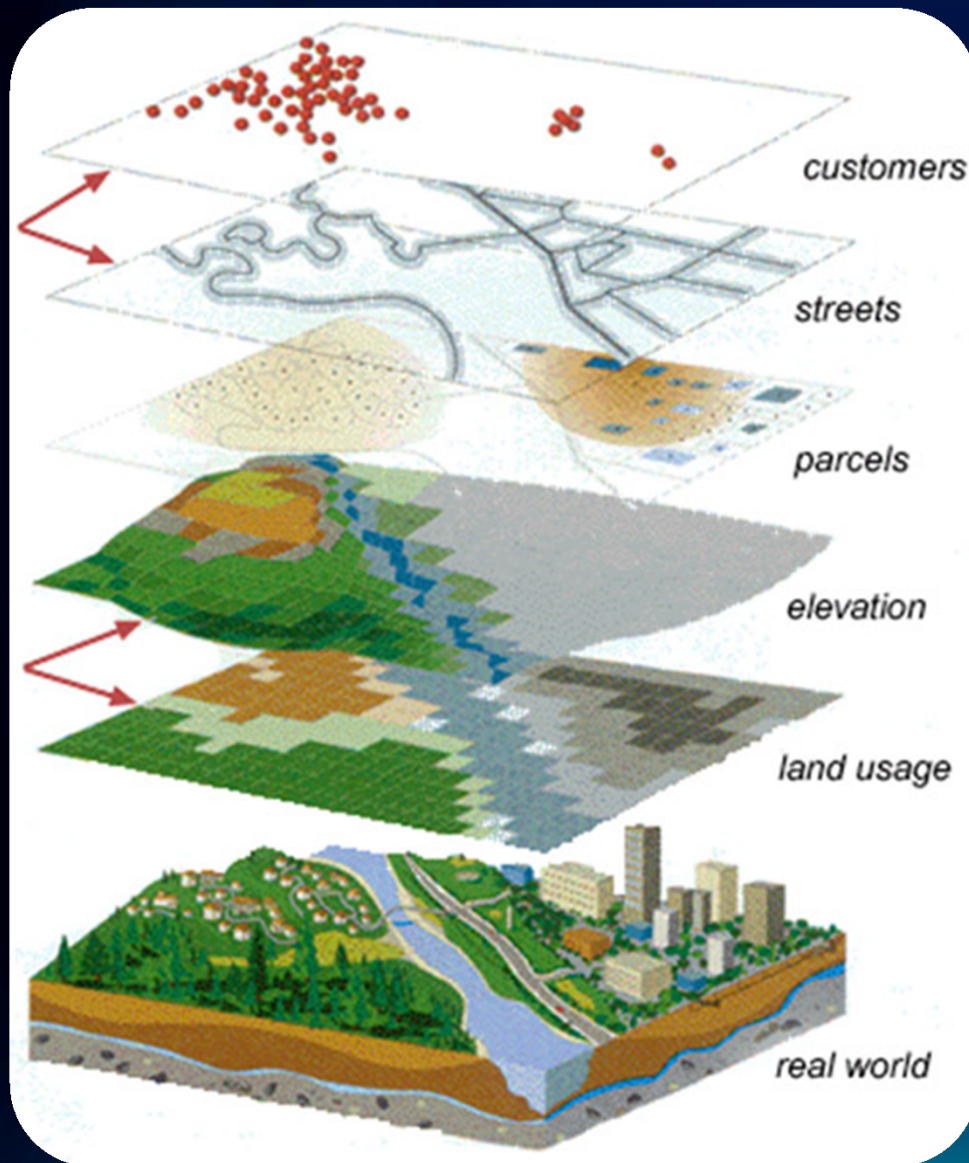 customers
streets
parcels
elevation
land usage
real world